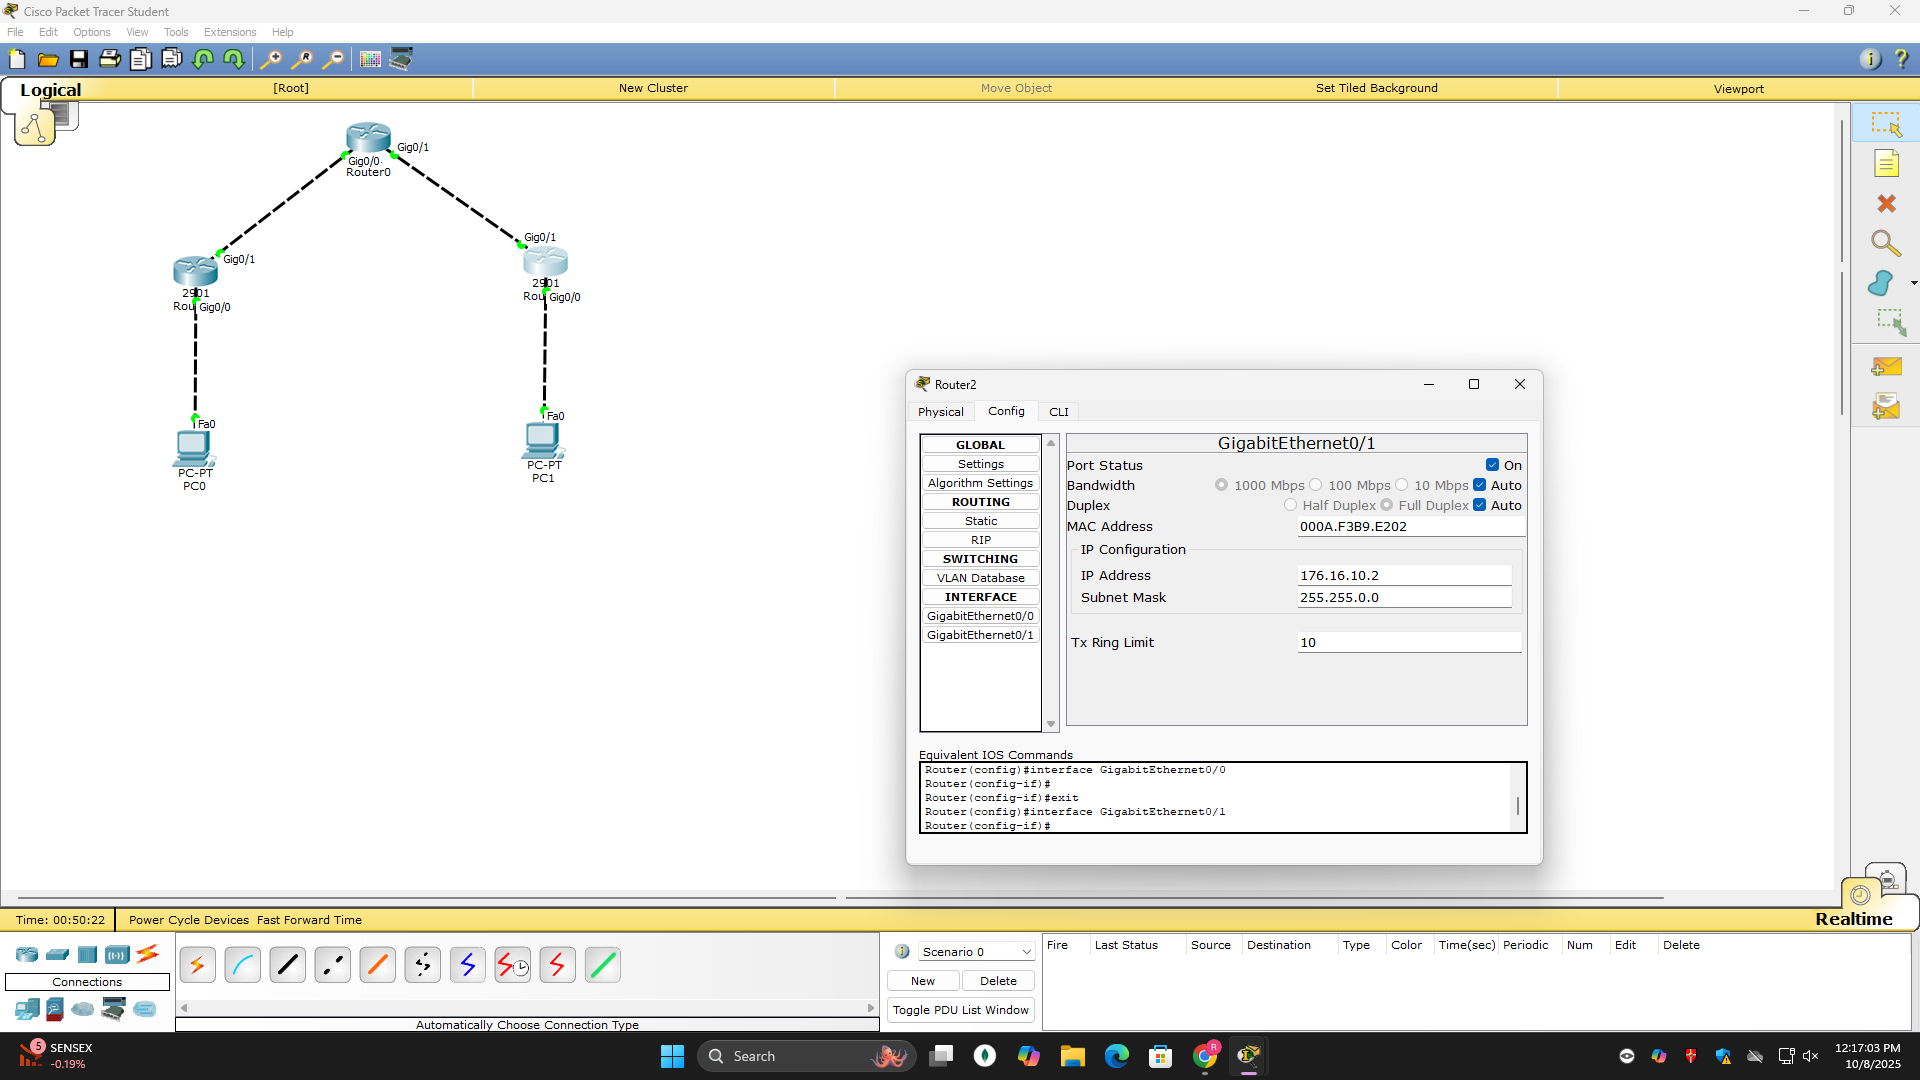 Cisco Packet Tracer Student
File Edit Options View Tools Extensions Help
Logical [Root] New Cluster Move Object Set Tiled Background Viewport
Gig0/1
Gig0/0
Router0
Gig0/1
Gig0/1
2901
Rou Gig0/0
2901
Rou Gig0/0
Fa0
PC-PT
PC0
Fa0
PC-PT
PC1
Router2
Physical Config CLI
GLOBAL
Settings
Algorithm Settings
ROUTING
Static
RIP
SWITCHING
VLAN Database
INTERFACE
GigabitEthernet0/0
GigabitEthernet0/1
GigabitEthernet0/1
Port Status On
Bandwidth 1000 Mbps 100 Mbps 10 Mbps Auto
Duplex Half Duplex Full Duplex Auto
MAC Address 000A.F3B9.E202
IP Configuration
IP Address 176.16.10.2
Subnet Mask 255.255.0.0
Tx Ring Limit 10
Equivalent IOS Commands
Router(config)#interface GigabitEthernet0/0
Router(config-if)#
Router(config-if)#exit
Router(config)#interface GigabitEthernet0/1
Router(config-if)#
Time: 00:50:22 Power Cycle Devices Fast Forward Time Realtime
Connections
Automatically Choose Connection Type
Scenario 0
New Delete
Toggle PDU List Window
Fire Last Status Source Destination Type Color Time(sec) Periodic Num Edit Delete
5 SENSEX
-0.19%
Search
R
12:17:03 PM
10/8/2025